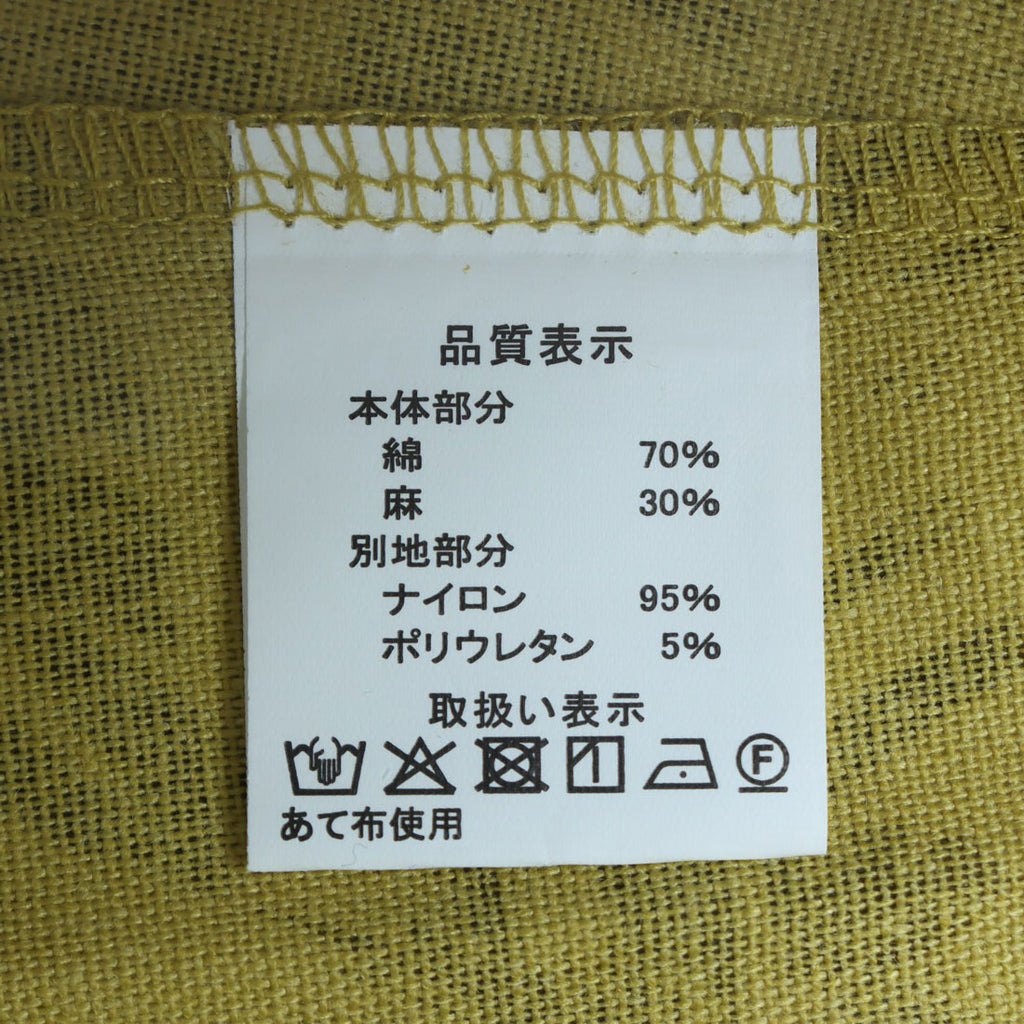 品質表示
本体部分
綿 70%
麻 30%
別地部分
ナイロン 95%
ポリウレタン 5%
取扱い表示
F
あて布使用